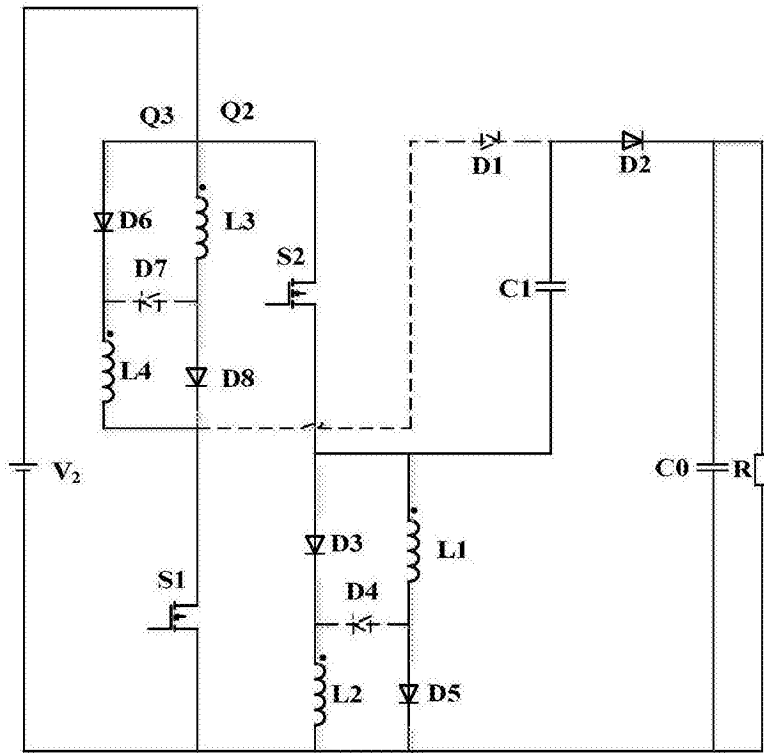 Q3 Q2
D1 D2
D6 L3
D7 S2
C1
L4 D8
V₂ C0 R
D3 L1
S1 D4
L2 D5